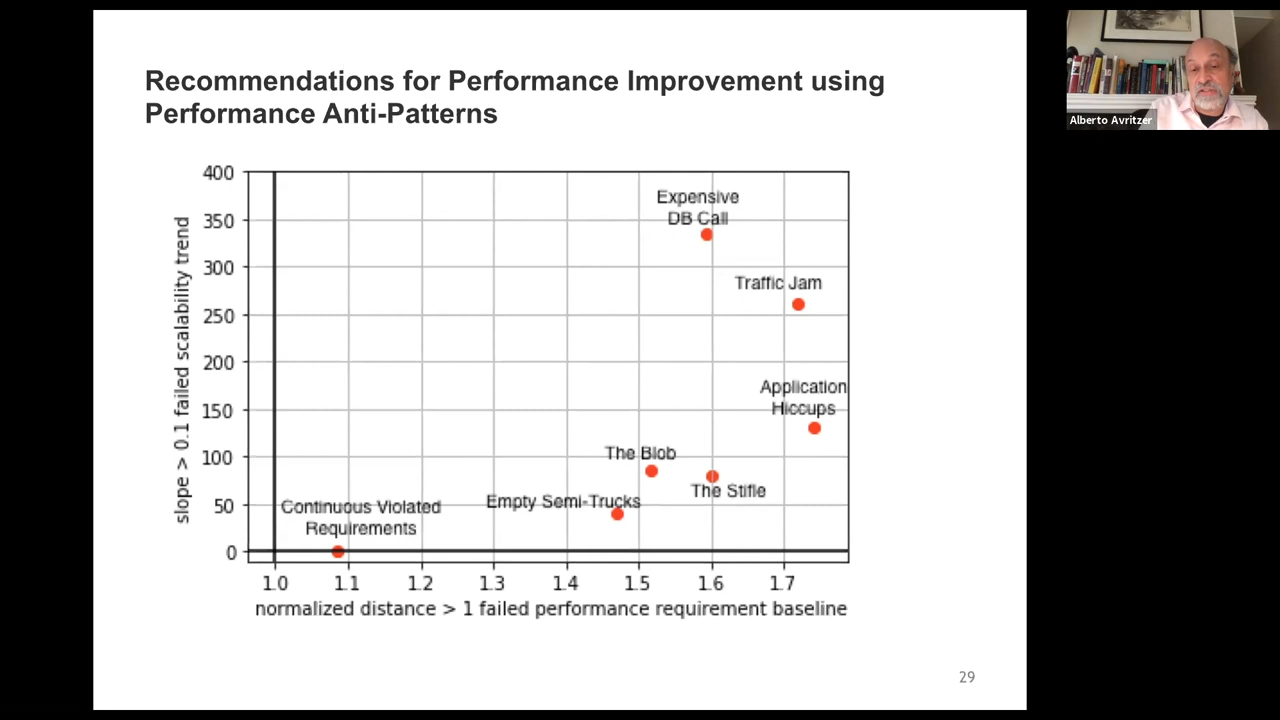 Recommendations for Performance Improvement using
Performance Anti-Patterns
Alberto Avritzer
slope > 0.1 failed scalability trend
400
350
300
250
200
150
100
50
0
Expensive
DB Call
Traffic Jam
Application
Hiccups
The Blob
The Stifle
Empty Semi-Trucks
Continuous Violated
Requirements
1.0 1.1 1.2 1.3 1.4 1.5 1.6 1.7
normalized distance > 1 failed performance requirement baseline
29